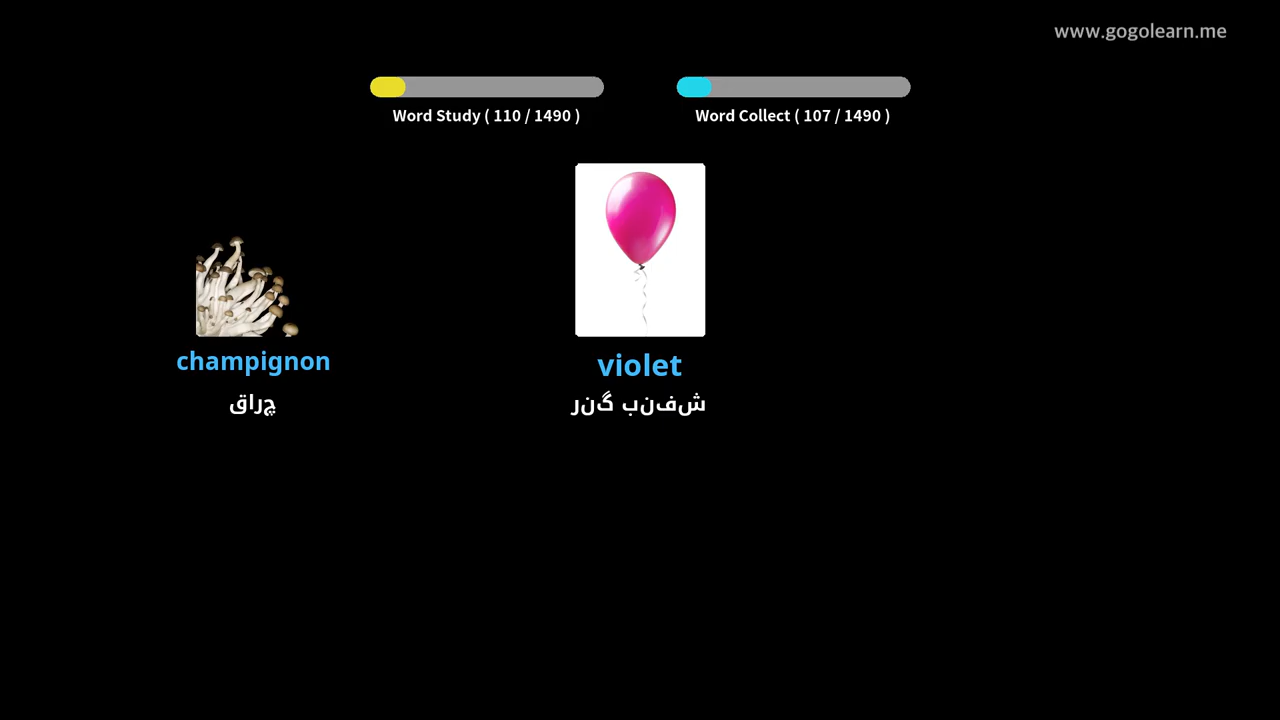 www.gogolearn.me
Word Study ( 110 / 1490 )
Word Collect ( 107 / 1490 )
champignon
چراق
violet
شفنب گنر